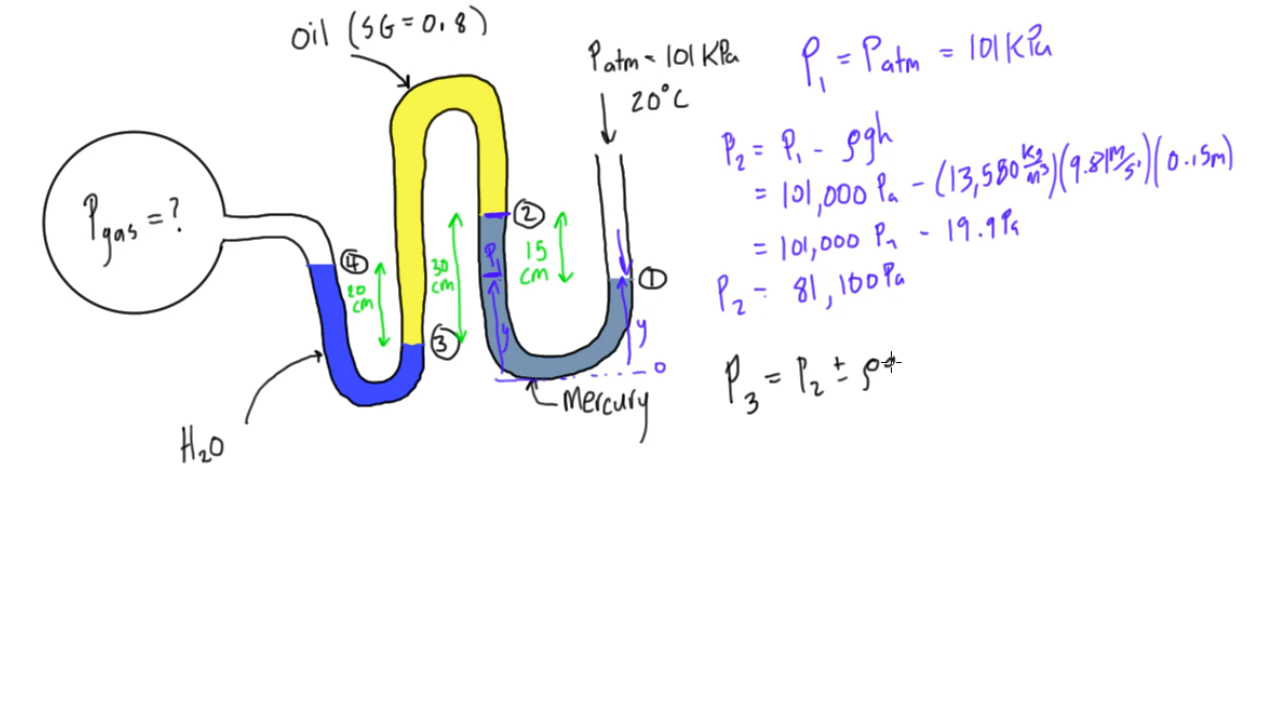 oil (SG = 0.8)
Patm = 101 KPa
20°C
P₁ = Patm = 101 KPa
P₂ = P₁ - ρgh
= 101,000 Pa - (13,580 kg/m³)(9.81 m/s²)(0.15m)
= 101,000 Pa - 19.9 Pa
P₂ = 81,100 Pa
P₃ = P₂ ± ρ
Pgas = ?
④
20 cm
③
30 cm
②
15 cm
P₁
①
y
y
0
Mercury
H₂O